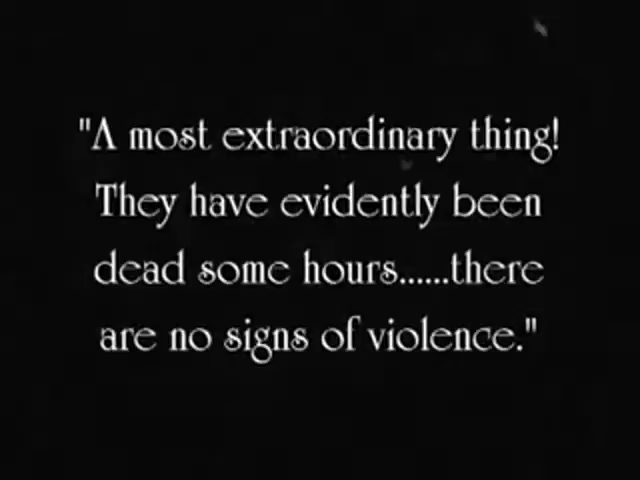 "A most extraordinary thing!
They have evidently been
dead some hours......there
are no signs of violence."